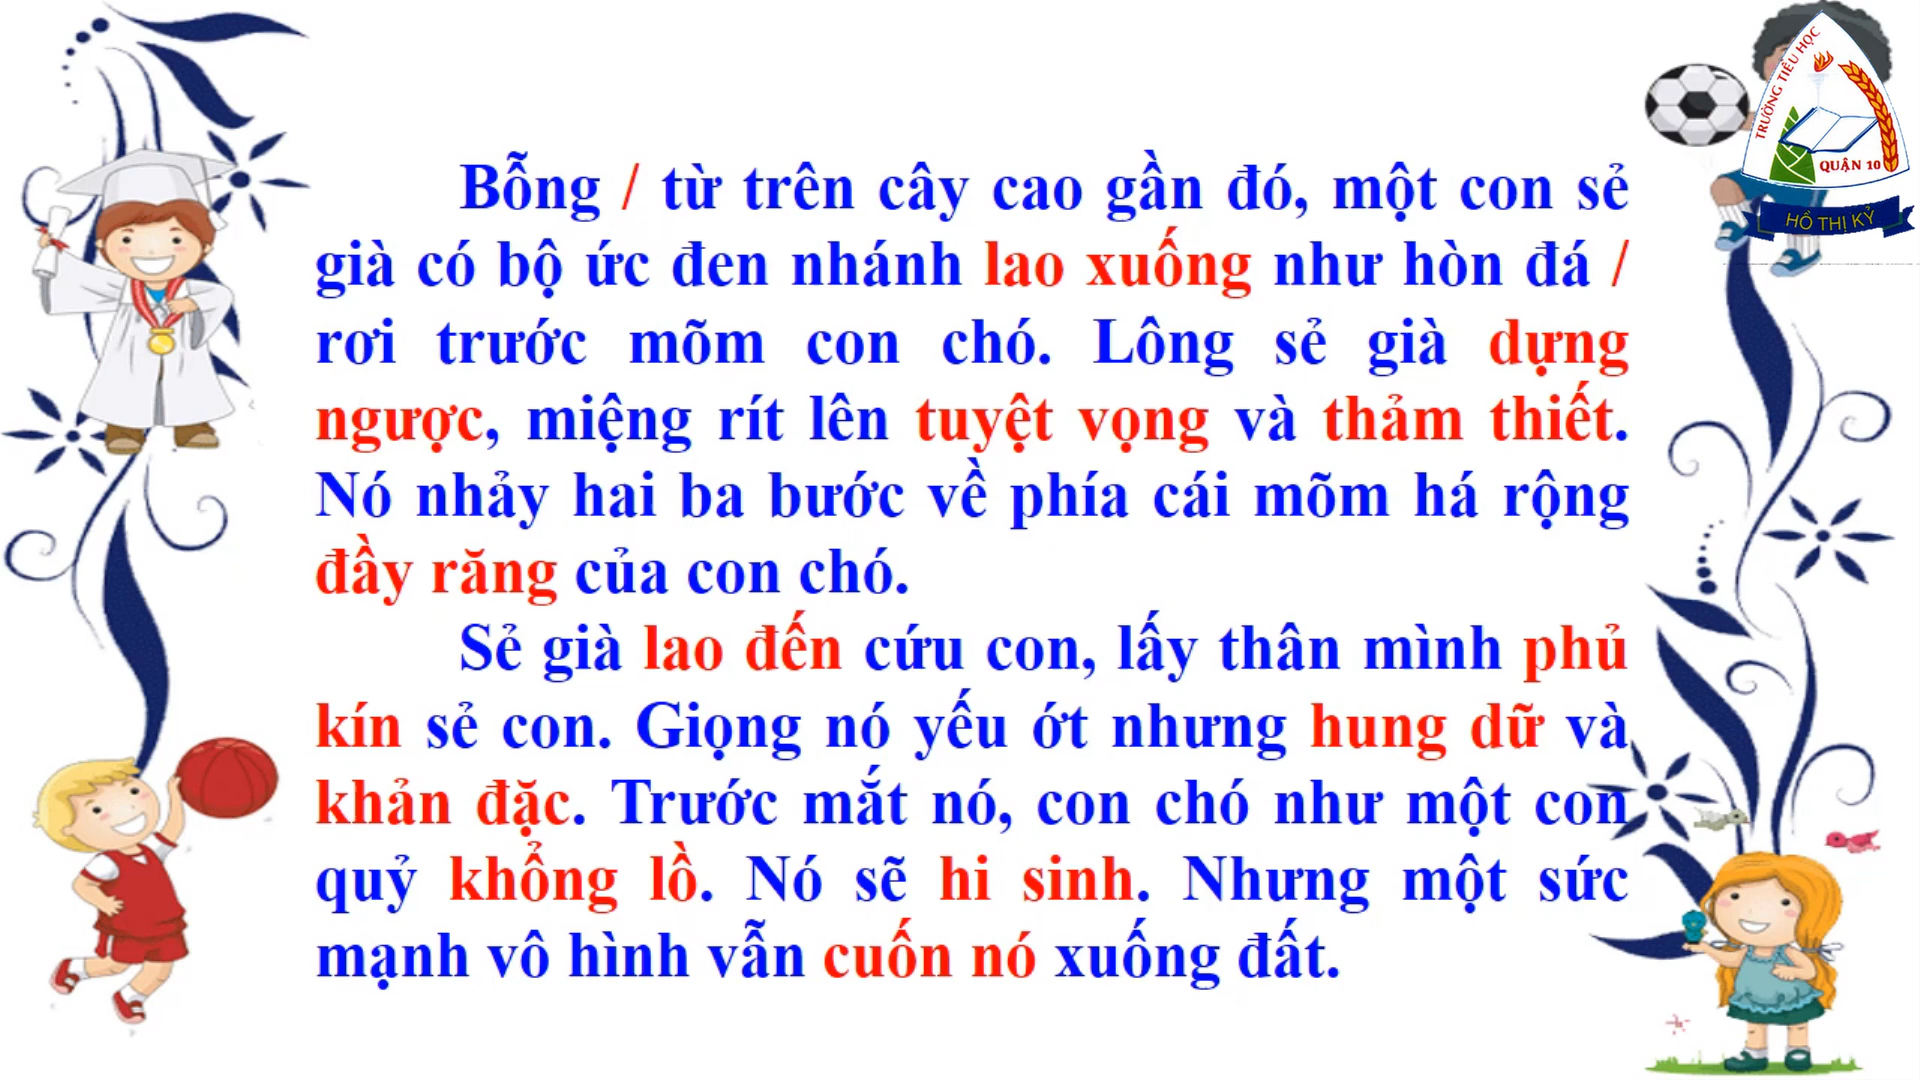 TRƯỜNG TIỂU HỌC
QUẬN 10
HỒ THỊ KỶ
Bỗng / từ trên cây cao gần đó, một con sẻ
già có bộ ức đen nhánh lao xuống như hòn đá /
rơi trước mõm con chó. Lông sẻ già dựng
ngược, miệng rít lên tuyệt vọng và thảm thiết.
Nó nhảy hai ba bước về phía cái mõm há rộng
đầy răng của con chó.
Sẻ già lao đến cứu con, lấy thân mình phủ
kín sẻ con. Giọng nó yếu ớt nhưng hung dữ và
khản đặc. Trước mắt nó, con chó như một con
quỷ khổng lồ. Nó sẽ hi sinh. Nhưng một sức
mạnh vô hình vẫn cuốn nó xuống đất.